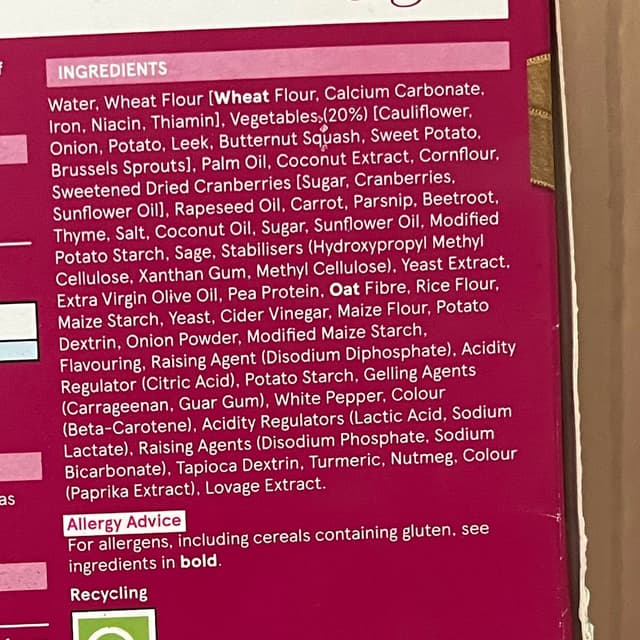 INGREDIENTS
Water, Wheat Flour [Wheat Flour, Calcium Carbonate,
Iron, Niacin, Thiamin], Vegetables (20%) [Cauliflower,
Onion, Potato, Leek, Butternut Squash, Sweet Potato,
Brussels Sprouts], Palm Oil, Coconut Extract, Cornflour,
Sweetened Dried Cranberries [Sugar, Cranberries,
Sunflower Oil], Rapeseed Oil, Carrot, Parsnip, Beetroot,
Thyme, Salt, Coconut Oil, Sugar, Sunflower Oil, Modified
Potato Starch, Sage, Stabilisers (Hydroxypropyl Methyl
Cellulose, Xanthan Gum, Methyl Cellulose), Yeast Extract,
Extra Virgin Olive Oil, Pea Protein, Oat Fibre, Rice Flour,
Maize Starch, Yeast, Cider Vinegar, Maize Flour, Potato
Dextrin, Onion Powder, Modified Maize Starch,
Flavouring, Raising Agent (Disodium Diphosphate), Acidity
Regulator (Citric Acid), Potato Starch, Gelling Agents
(Carrageenan, Guar Gum), White Pepper, Colour
(Beta-Carotene), Acidity Regulators (Lactic Acid, Sodium
Lactate), Raising Agents (Disodium Phosphate, Sodium
Bicarbonate), Tapioca Dextrin, Turmeric, Nutmeg, Colour
(Paprika Extract), Lovage Extract.
Allergy Advice
For allergens, including cereals containing gluten, see
ingredients in bold.
Recycling